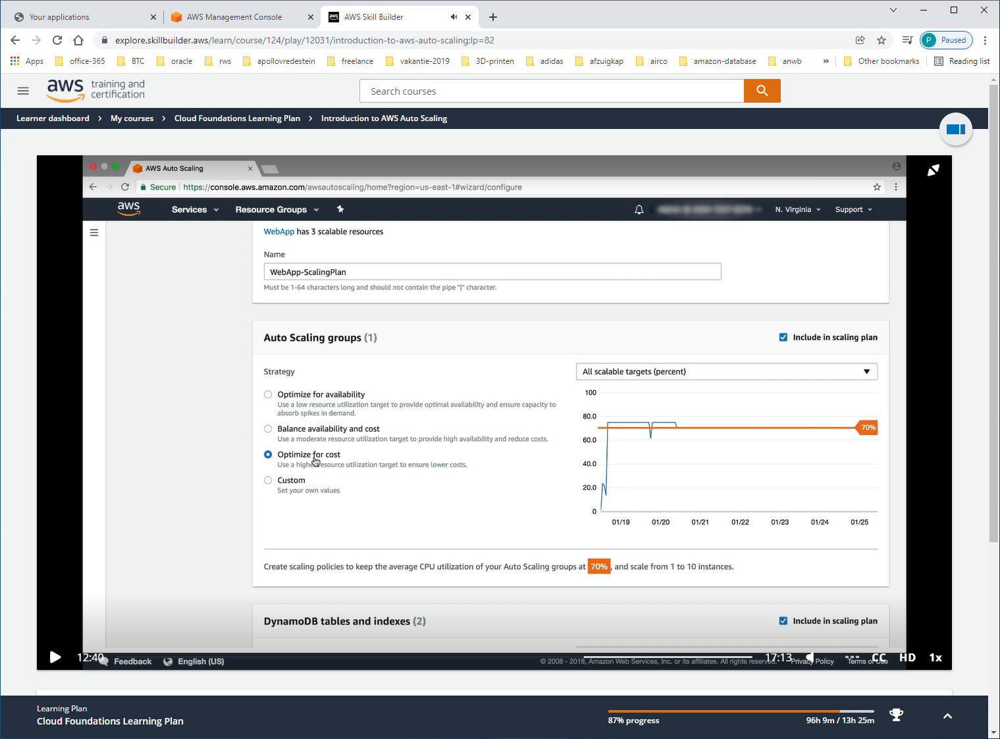 Your applications
AWS Management Console
AWS Skill Builder
explore.skillbuilder.aws/learn/course/124/play/12031/introduction-to-aws-auto-scaling;lp=82
P Paused
Apps office-365 BTC oracle rws apollovredestein freelance vakantie-2019 3D-printen adidas afzuigkap airco amazon-database anwb » Other bookmarks Reading list
aws training and certification
Search courses
Learner dashboard > My courses > Cloud Foundations Learning Plan > Introduction to AWS Auto Scaling
AWS Auto Scaling
Secure https://console.aws.amazon.com/awsautoscaling/home?region=us-east-1#wizard/configure
aws Services Resource Groups N. Virginia Support
WebApp has 3 scalable resources
Name
WebApp-ScalingPlan
Must be 1-64 characters long and should not contain the pipe "|" character.
Auto Scaling groups (1)
Include in scaling plan
Strategy
All scalable targets (percent)
Optimize for availability
Use a low resource utilization target to provide optimal availability and ensure capacity to
absorb spikes in demand.
Balance availability and cost
Use a moderate resource utilization target to provide high availability and reduce costs.
Optimize for cost
Use a high resource utilization target to ensure lower costs.
Custom
Set your own values
100
80.0
70%
60.0
40.0
20.0
0
01/19 01/20 01/21 01/22 01/23 01/24 01/25
Create scaling policies to keep the average CPU utilization of your Auto Scaling groups at 70%, and scale from 1 to 10 instances.
DynamoDB tables and indexes (2)
Include in scaling plan
12:40
Feedback English (US)
© 2008 - 2018, Amazon Web Services, Inc. or its affiliates. All rights reserved. Privacy Policy Terms of Use
17:13 CC HD 1x
Learning Plan
Cloud Foundations Learning Plan
87% progress
96h 9m / 13h 25m